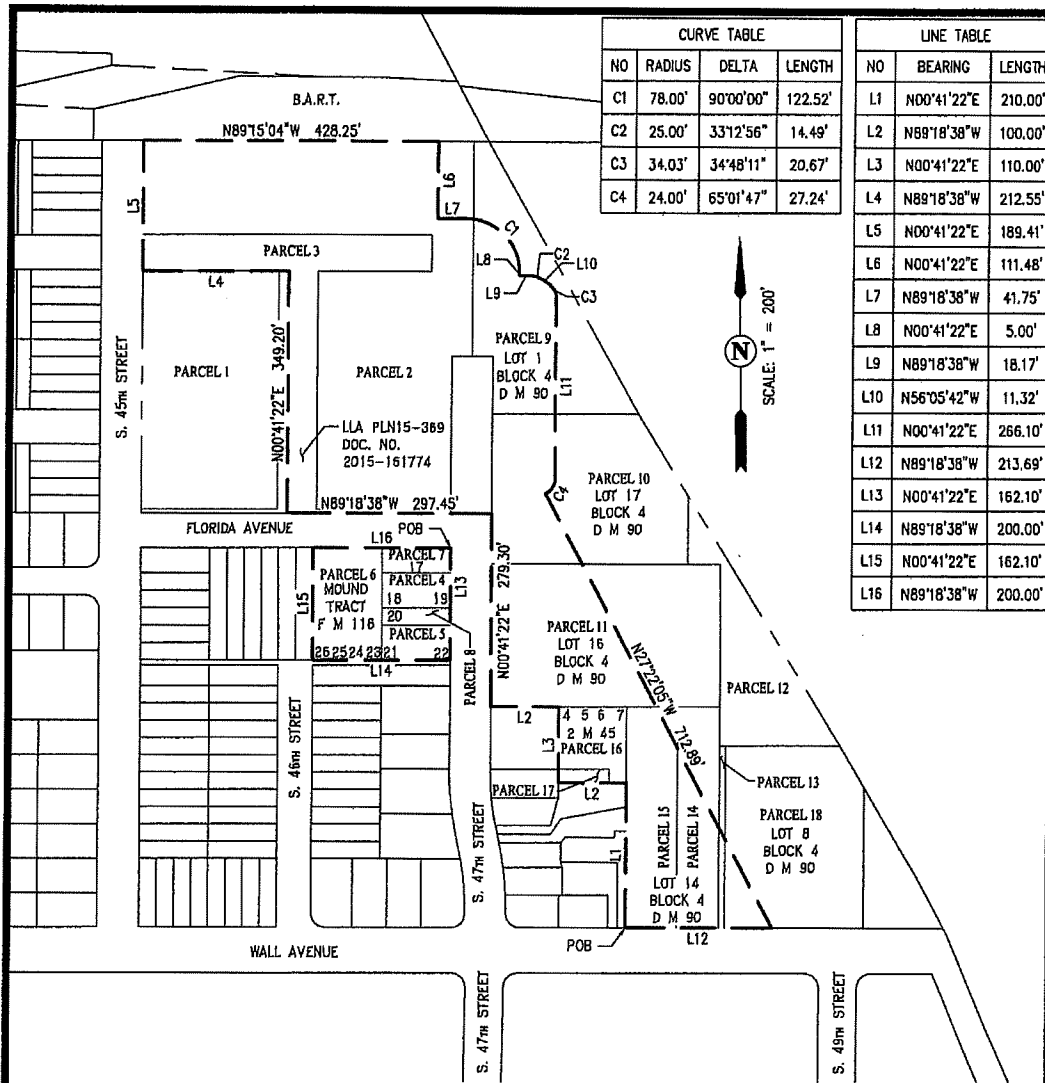 CURVE TABLE
NO RADIUS DELTA LENGTH
C1 78.00' 90°00'00" 122.52'
C2 25.00' 33°12'56" 14.49'
C3 34.03' 34°48'11" 20.67'
C4 24.00' 65°01'47" 27.24'
LINE TABLE
NO BEARING LENGTH
L1 N00°41'22"E 210.00'
L2 N89°18'38"W 100.00'
L3 N00°41'22"E 110.00'
L4 N89°18'38"W 212.55'
L5 N00°41'22"E 189.41'
L6 N00°41'22"E 111.48'
L7 N89°18'38"W 41.75'
L8 N00°41'22"E 5.00'
L9 N89°18'38"W 18.17'
L10 N56°05'42"W 11.32'
L11 N00°41'22"E 266.10'
L12 N89°18'38"W 213.69'
L13 N00°41'22"E 162.10'
L14 N89°18'38"W 200.00'
L15 N00°41'22"E 162.10'
L16 N89°18'38"W 200.00'
B.A.R.T.
N89°15'04"W 428.25'
L5
L6
L7
C1
PARCEL 3
L4
L8
C2
L10
L9
C3
N
SCALE: 1" = 200'
S. 45TH STREET
PARCEL 1
N00°41'22"E 349.20'
PARCEL 2
PARCEL 9
LOT 1
BLOCK 4
D M 90
L11
LLA PLN15-369
DOC. NO.
2015-161774
C4
PARCEL 10
LOT 17
BLOCK 4
D M 90
N89°18'38"W 297.45'
FLORIDA AVENUE
POB
L16
PARCEL 7
17
PARCEL 6
MOUND
TRACT
F M 116
PARCEL 4
18 19
20
PARCEL 5
26 25 24 23 21 22
L13
L15
L14
PARCEL 8
N00°41'22"E 279.30'
PARCEL 11
LOT 16
BLOCK 4
D M 90
N27°22'05"W 712.89'
PARCEL 12
L2
L3
4 5 6 7
2 M 45
PARCEL 16
PARCEL 17
L2
PARCEL 13
S. 46TH STREET
S. 47TH STREET
L1
PARCEL 15
PARCEL 14
LOT 14
BLOCK 4
D M 90
PARCEL 18
LOT 8
BLOCK 4
D M 90
POB
L12
WALL AVENUE
S. 47TH STREET
S. 49TH STREET